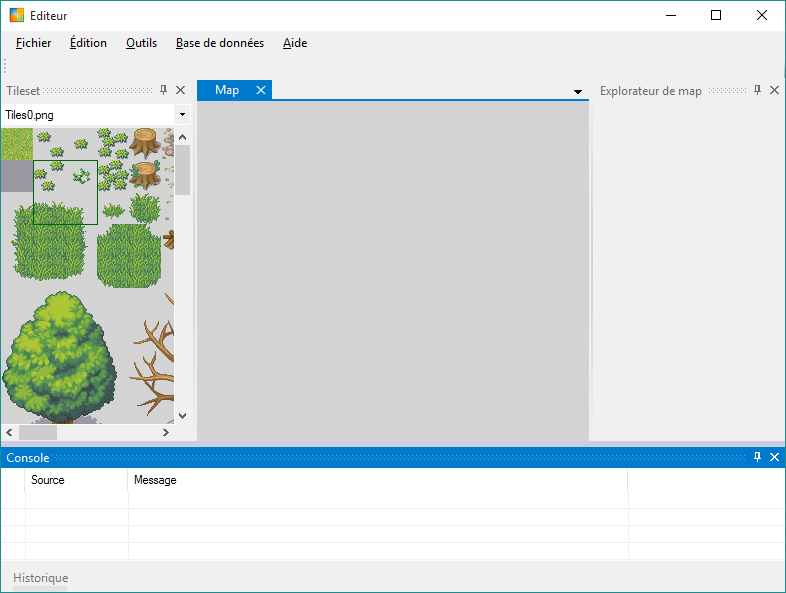 Editeur
Fichier Édition Outils Base de données Aide
Tileset Map Explorateur de map
Tiles0.png
Console
Source Message
Historique